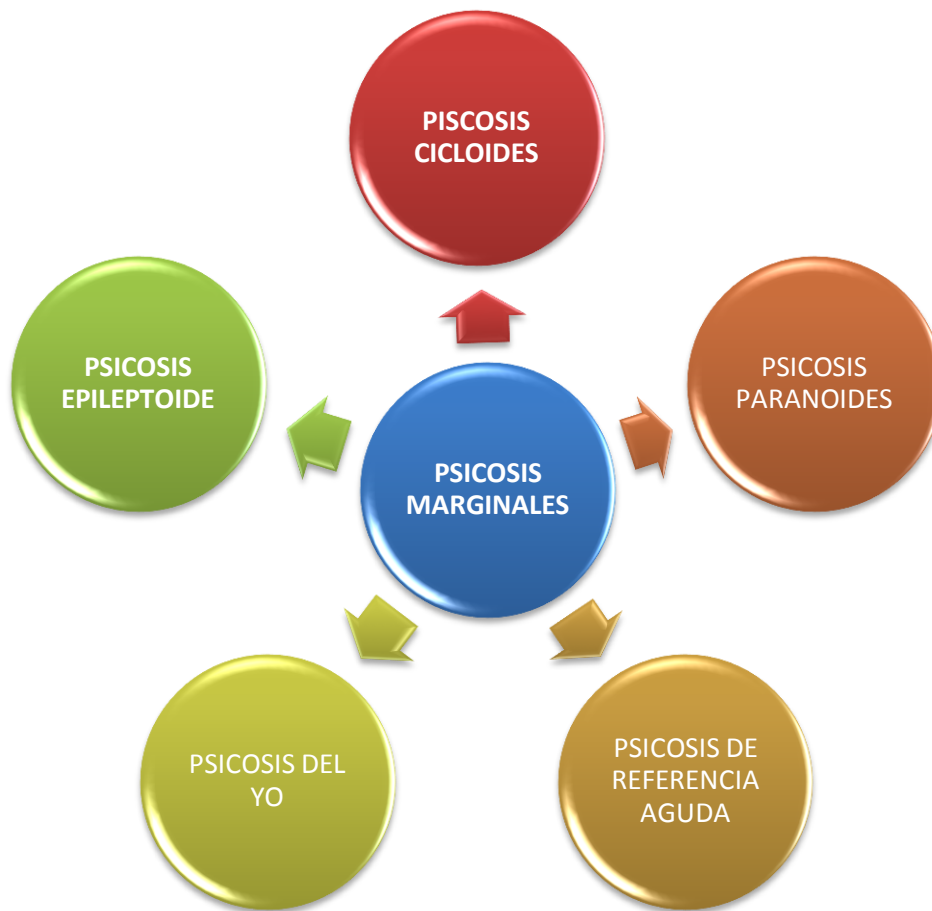 PISCOSIS
CICLOIDES
PSICOSIS
EPILEPTOIDE
PSICOSIS
PARANOIDES
PSICOSIS
MARGINALES
PSICOSIS DEL
YO
PSICOSIS DE
REFERENCIA
AGUDA